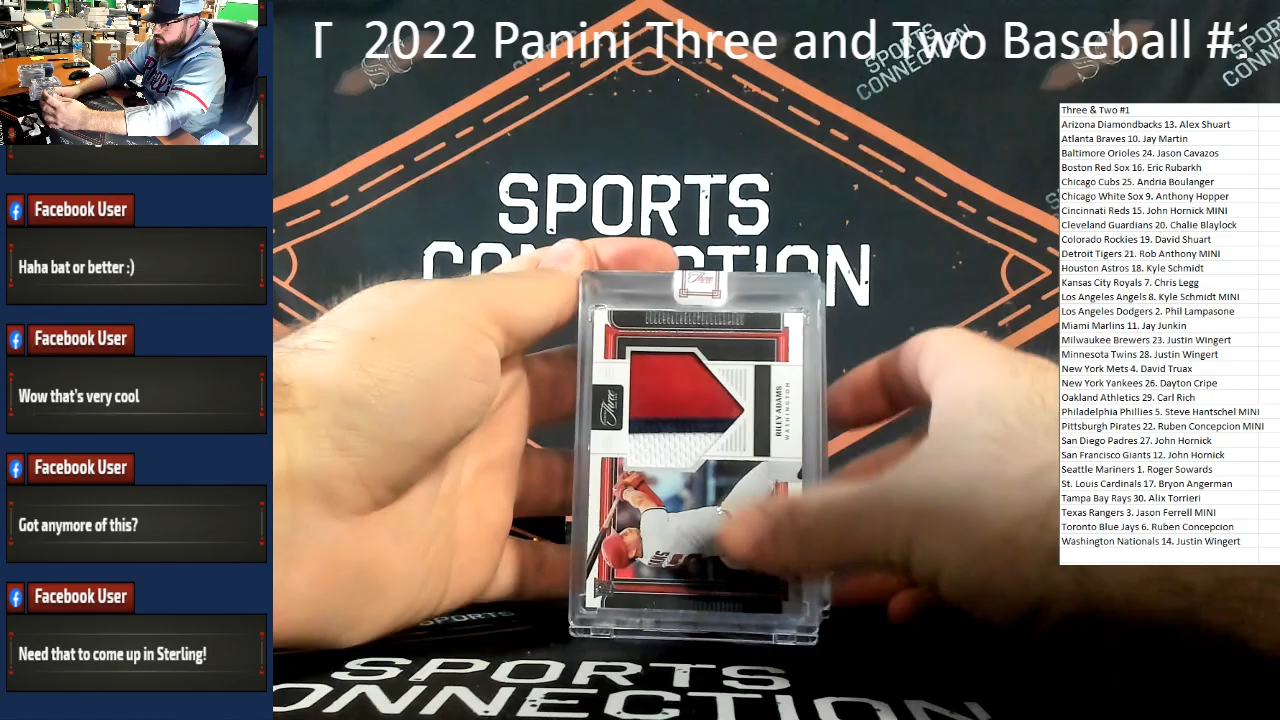 2022 Panini Three and Two Baseball #1
SPORTS
CONNECTION
SPORTS
CONNECTION
SPORTS
CONNECTION
Facebook User
Haha bat or better :)
Facebook User
Wow that's very cool
Facebook User
Got anymore of this?
Facebook User
Need that to come up in Sterling!
Three
RILEY ADAMS
WASHINGTON
SPORTS
SPORTS
CONNECTION
Three & Two #1
Arizona Diamondbacks 13. Alex Shuart
Atlanta Braves 10. Jay Martin
Baltimore Orioles 24. Jason Cavazos
Boston Red Sox 16. Eric Rubarkh
Chicago Cubs 25. Andria Boulanger
Chicago White Sox 9. Anthony Hopper
Cincinnati Reds 15. John Hornick MINI
Cleveland Guardians 20. Chalie Blaylock
Colorado Rockies 19. David Shuart
Detroit Tigers 21. Rob Anthony MINI
Houston Astros 18. Kyle Schmidt
Kansas City Royals 7. Chris Legg
Los Angeles Angels 8. Kyle Schmidt MINI
Los Angeles Dodgers 2. Phil Lampasone
Miami Marlins 11. Jay Junkin
Milwaukee Brewers 23. Justin Wingert
Minnesota Twins 28. Justin Wingert
New York Mets 4. David Truax
New York Yankees 26. Dayton Cripe
Oakland Athletics 29. Carl Rich
Philadelphia Phillies 5. Steve Hantschel MINI
Pittsburgh Pirates 22. Ruben Concepcion MINI
San Diego Padres 27. John Hornick
San Francisco Giants 12. John Hornick
Seattle Mariners 1. Roger Sowards
St. Louis Cardinals 17. Bryon Angerman
Tampa Bay Rays 30. Alix Torrieri
Texas Rangers 3. Jason Ferrell MINI
Toronto Blue Jays 6. Ruben Concepcion
Washington Nationals 14. Justin Wingert